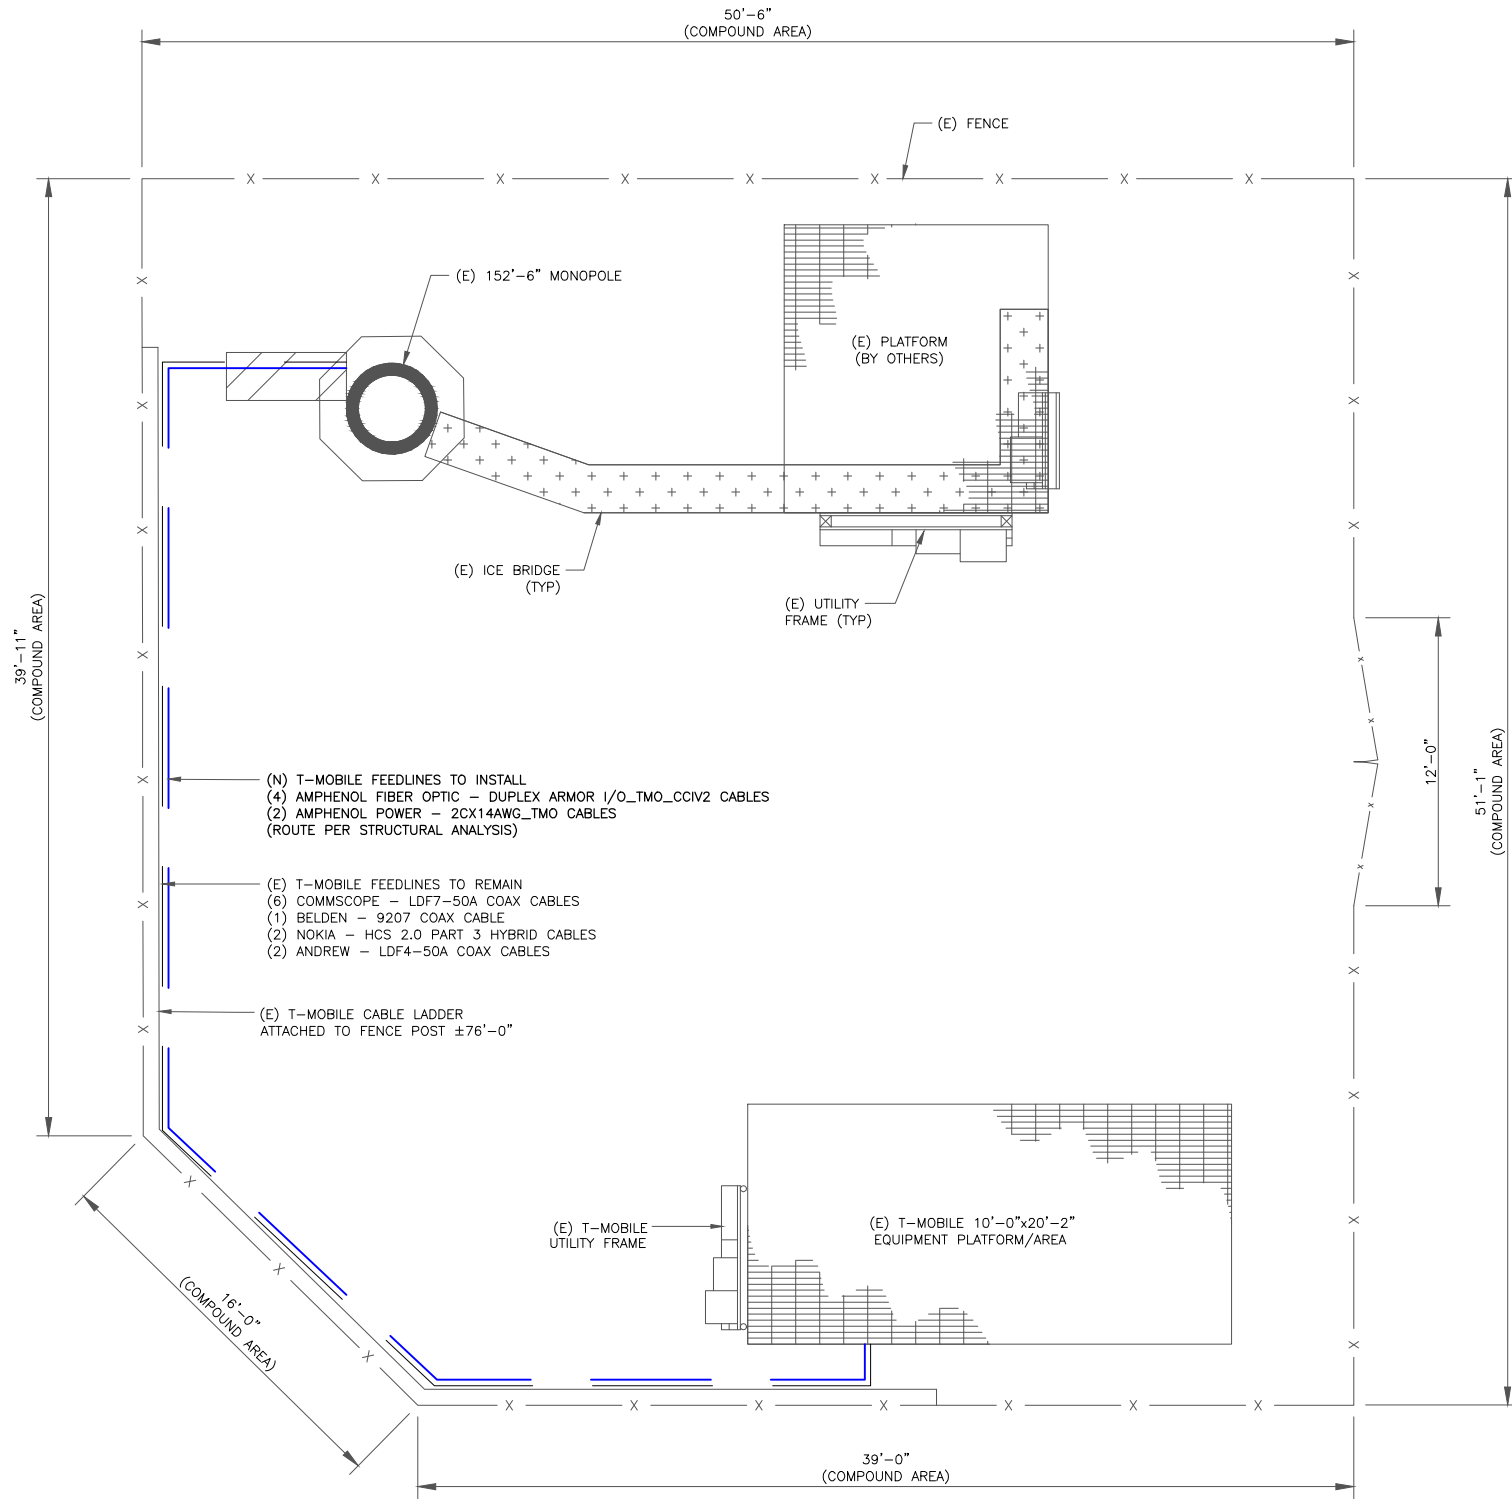 50'-6"
(COMPOUND AREA)
(E) FENCE
(E) 152'-6" MONOPOLE
(E) PLATFORM
(BY OTHERS)
(E) ICE BRIDGE
(TYP)
(E) UTILITY
FRAME (TYP)
39'-11"
(COMPOUND AREA)
12'-0"
51'-1"
(COMPOUND AREA)
(N) T-MOBILE FEEDLINES TO INSTALL
(4) AMPHENOL FIBER OPTIC - DUPLEX ARMOR I/O_TMO_CCIV2 CABLES
(2) AMPHENOL POWER - 2CX14AWG_TMO CABLES
(ROUTE PER STRUCTURAL ANALYSIS)
(E) T-MOBILE FEEDLINES TO REMAIN
(6) COMMSCOPE - LDF7-50A COAX CABLES
(1) BELDEN - 9207 COAX CABLE
(2) NOKIA - HCS 2.0 PART 3 HYBRID CABLES
(2) ANDREW - LDF4-50A COAX CABLES
(E) T-MOBILE CABLE LADDER
ATTACHED TO FENCE POST ±76'-0"
(E) T-MOBILE
UTILITY FRAME
(E) T-MOBILE 10'-0"x20'-2"
EQUIPMENT PLATFORM/AREA
16'-0"
(COMPOUND AREA)
39'-0"
(COMPOUND AREA)